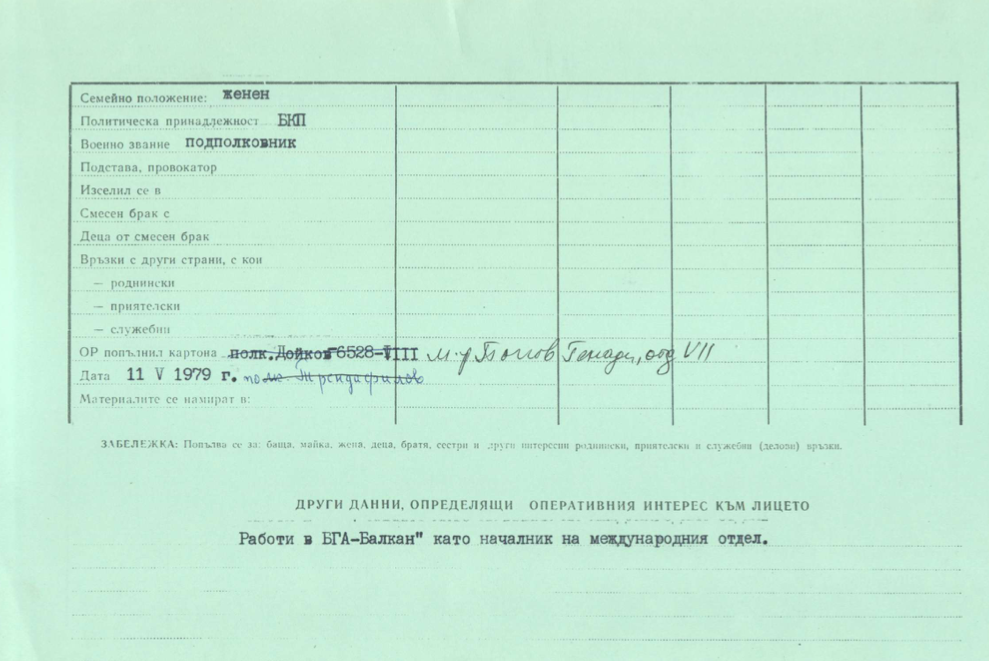 Семейно положение: женен
Политическа принадлежност БКП
Военно звание подполковник
Подстава, провокатор
Изселил се в
Смесен брак с
Деца от смесен брак
Връзки с други страни, с кои
— роднински
— приятелски
— служебни
ОР попълнил картона полк.Дойков 6528-VIII м-р Генади, отд VII
Дата 11 V 1979 г. полк. Трендафилов
Материалите се намират в:
ЗАБЕЛЕЖКА: Попълва се за: баща, майка, жена, деца, братя, сестри и други интересни роднински, приятелски и служебни (делови) връзки.
ДРУГИ ДАННИ, ОПРЕДЕЛЯЩИ ОПЕРАТИВНИЯ ИНТЕРЕС КЪМ ЛИЦЕТО
Работи в БГА-Балкан" като началник на международния отдел.